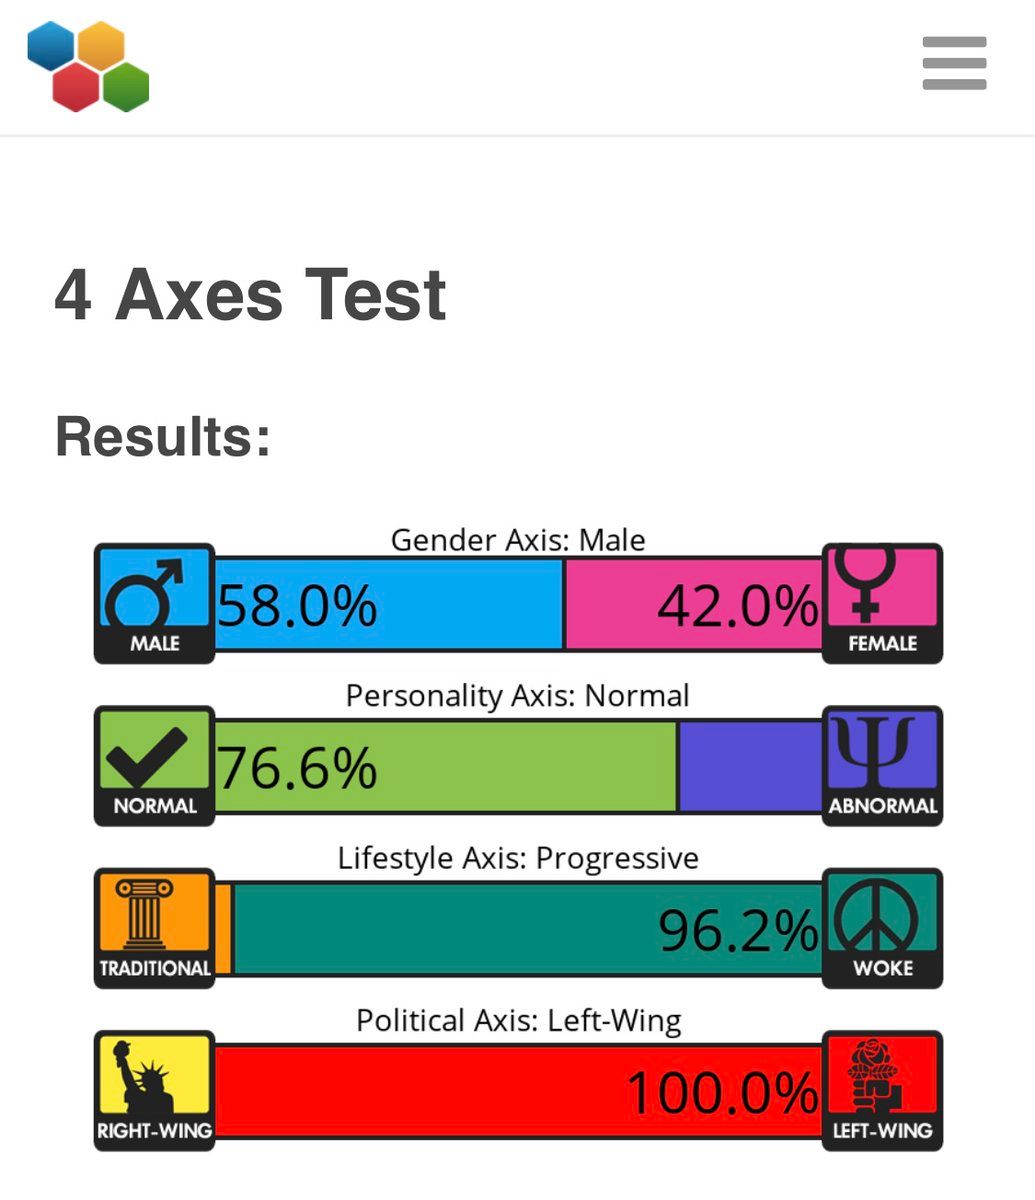 4 Axes Test
Results:
Gender Axis: Male
58.0% 42.0%
MALE FEMALE
Personality Axis: Normal
76.6%
NORMAL ABNORMAL
Lifestyle Axis: Progressive
96.2%
TRADITIONAL WOKE
Political Axis: Left-Wing
100.0%
RIGHT-WING LEFT-WING